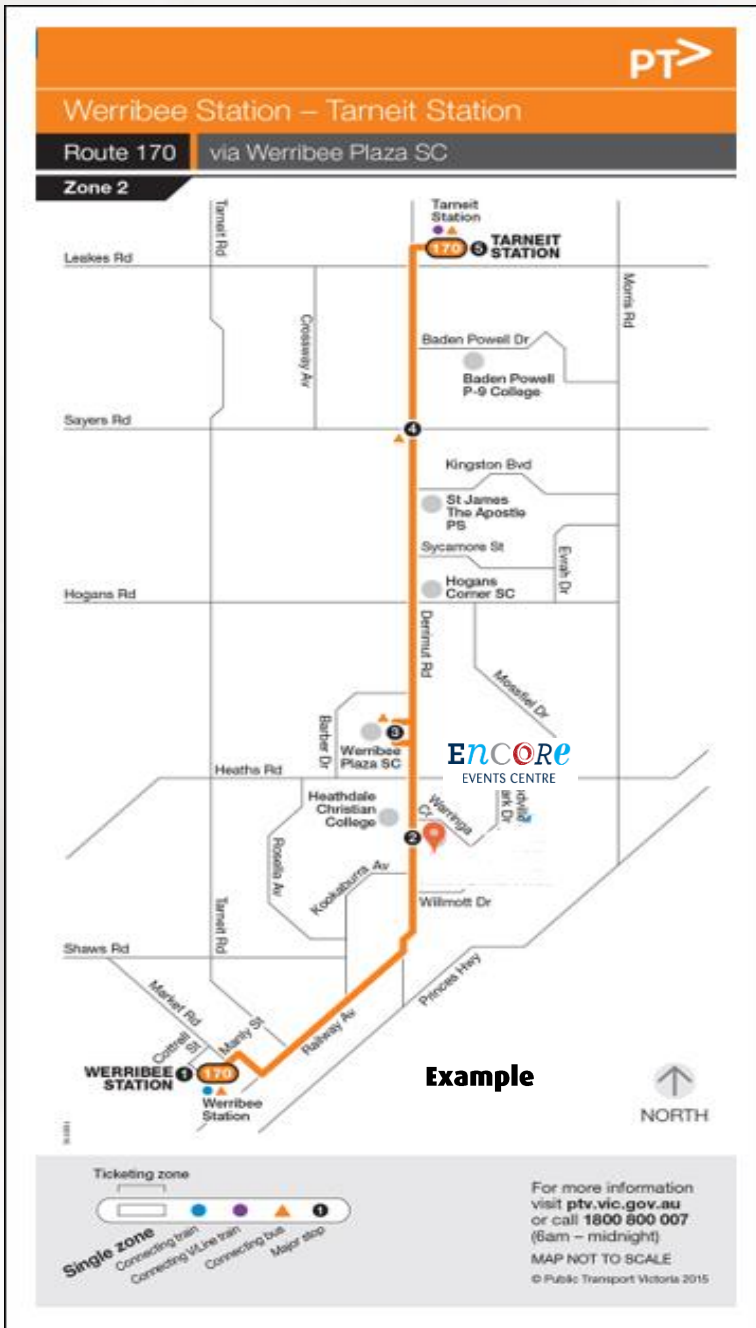 PT>
Werribee Station – Tarneit Station
Route 170
via Werribee Plaza SC
Zone 2
Tarneit Rd
Tarneit
Station
170
5
TARNEIT
STATION
Leakes Rd
Morris Rd
Crossway Av
Baden Powell Dr
Baden Powell
P-9 College
Sayers Rd
4
Kingston Bvd
St James
The Apostle
PS
Sycamore St
Evrah Dr
Hogans
Corner SC
Hogans Rd
Derrimut Rd
Mossfiel Dr
Barber Dr
3
Werribee
Plaza SC
ENCORE
EVENTS CENTRE
Heaths Rd
Heathdale
Christian
College
Warringa
Cr
ark Dr
2
Rosella Av
Kookaburra Av
Willmott Dr
Tarneit Rd
Shaws Rd
Market Rd
Princes Hwy
Cottrell
St
Manly St
Railway Av
WERRIBEE
STATION
1
170
Werribee
Station
Example
NORTH
Ticketing zone
1
Single zone
Connecting train
Connecting V/Line train
Connecting bus
Major stop
For more information
visit ptv.vic.gov.au
or call 1800 800 007
(6am – midnight)
MAP NOT TO SCALE
© Public Transport Victoria 2015